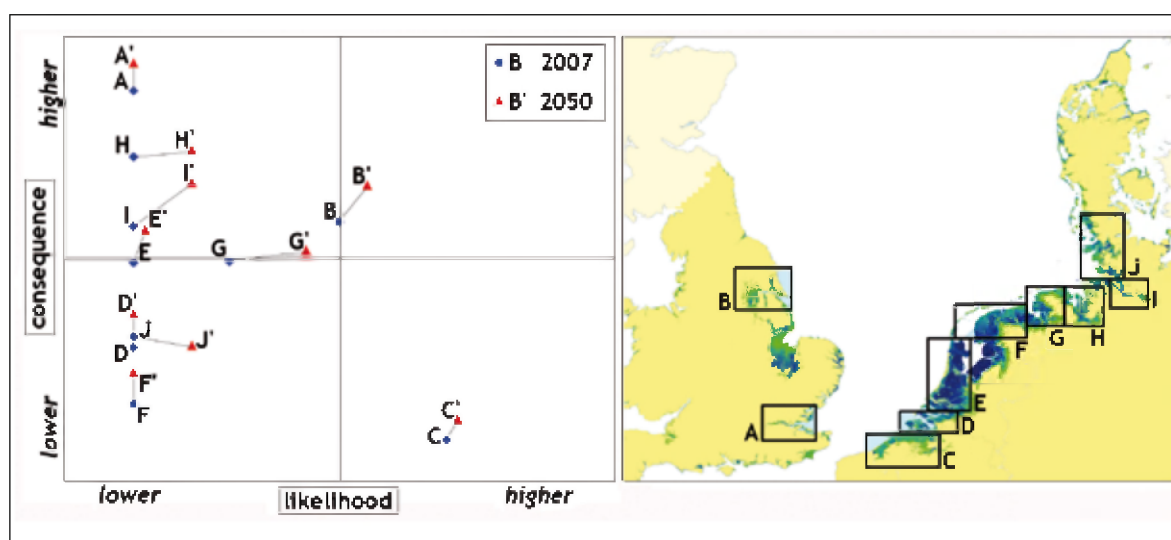 higher
consequence
lower
lower
likelihood
higher
B 2007
B' 2050
A'
A
H
H'
I'
I
E'
E
G
G'
B
B'
D'
J
D
J'
F'
F
C'
C
B
A
J
I
H
G
F
E
D
C